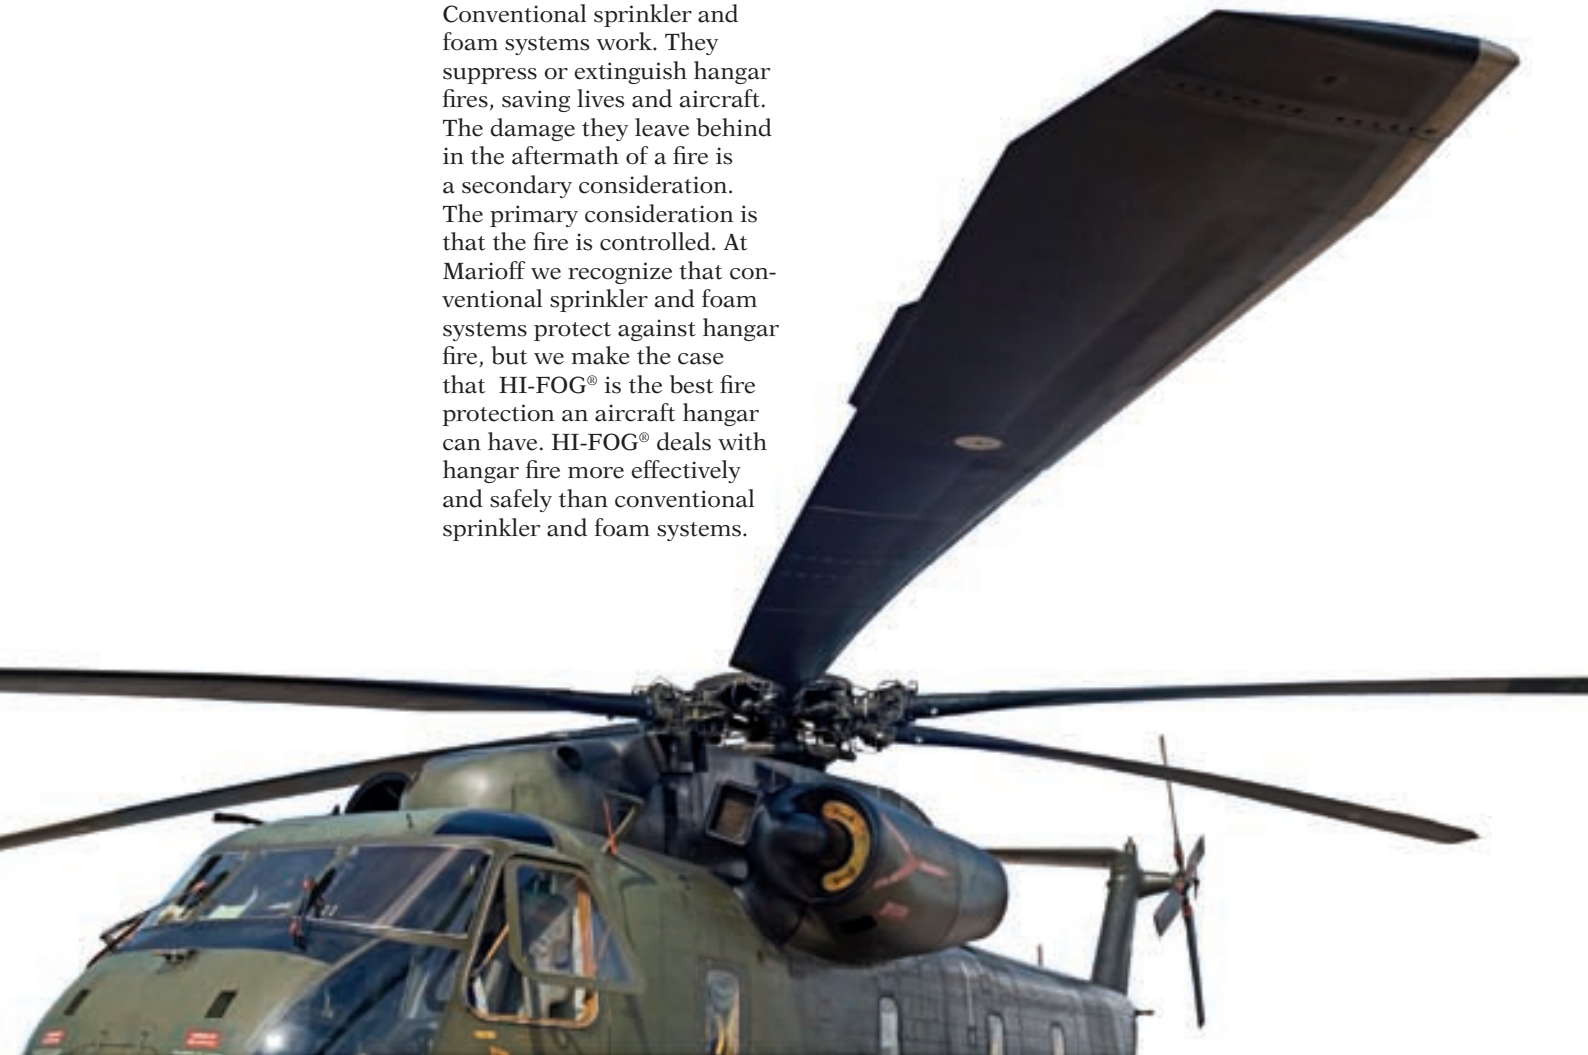 Conventional sprinkler and
foam systems work. They
suppress or extinguish hangar
fires, saving lives and aircraft.
The damage they leave behind
in the aftermath of a fire is
a secondary consideration.
The primary consideration is
that the fire is controlled. At
Marioff we recognize that con-
ventional sprinkler and foam
systems protect against hangar
fire, but we make the case
that HI-FOG® is the best fire
protection an aircraft hangar
can have. HI-FOG® deals with
hangar fire more effectively
and safely than conventional
sprinkler and foam systems.